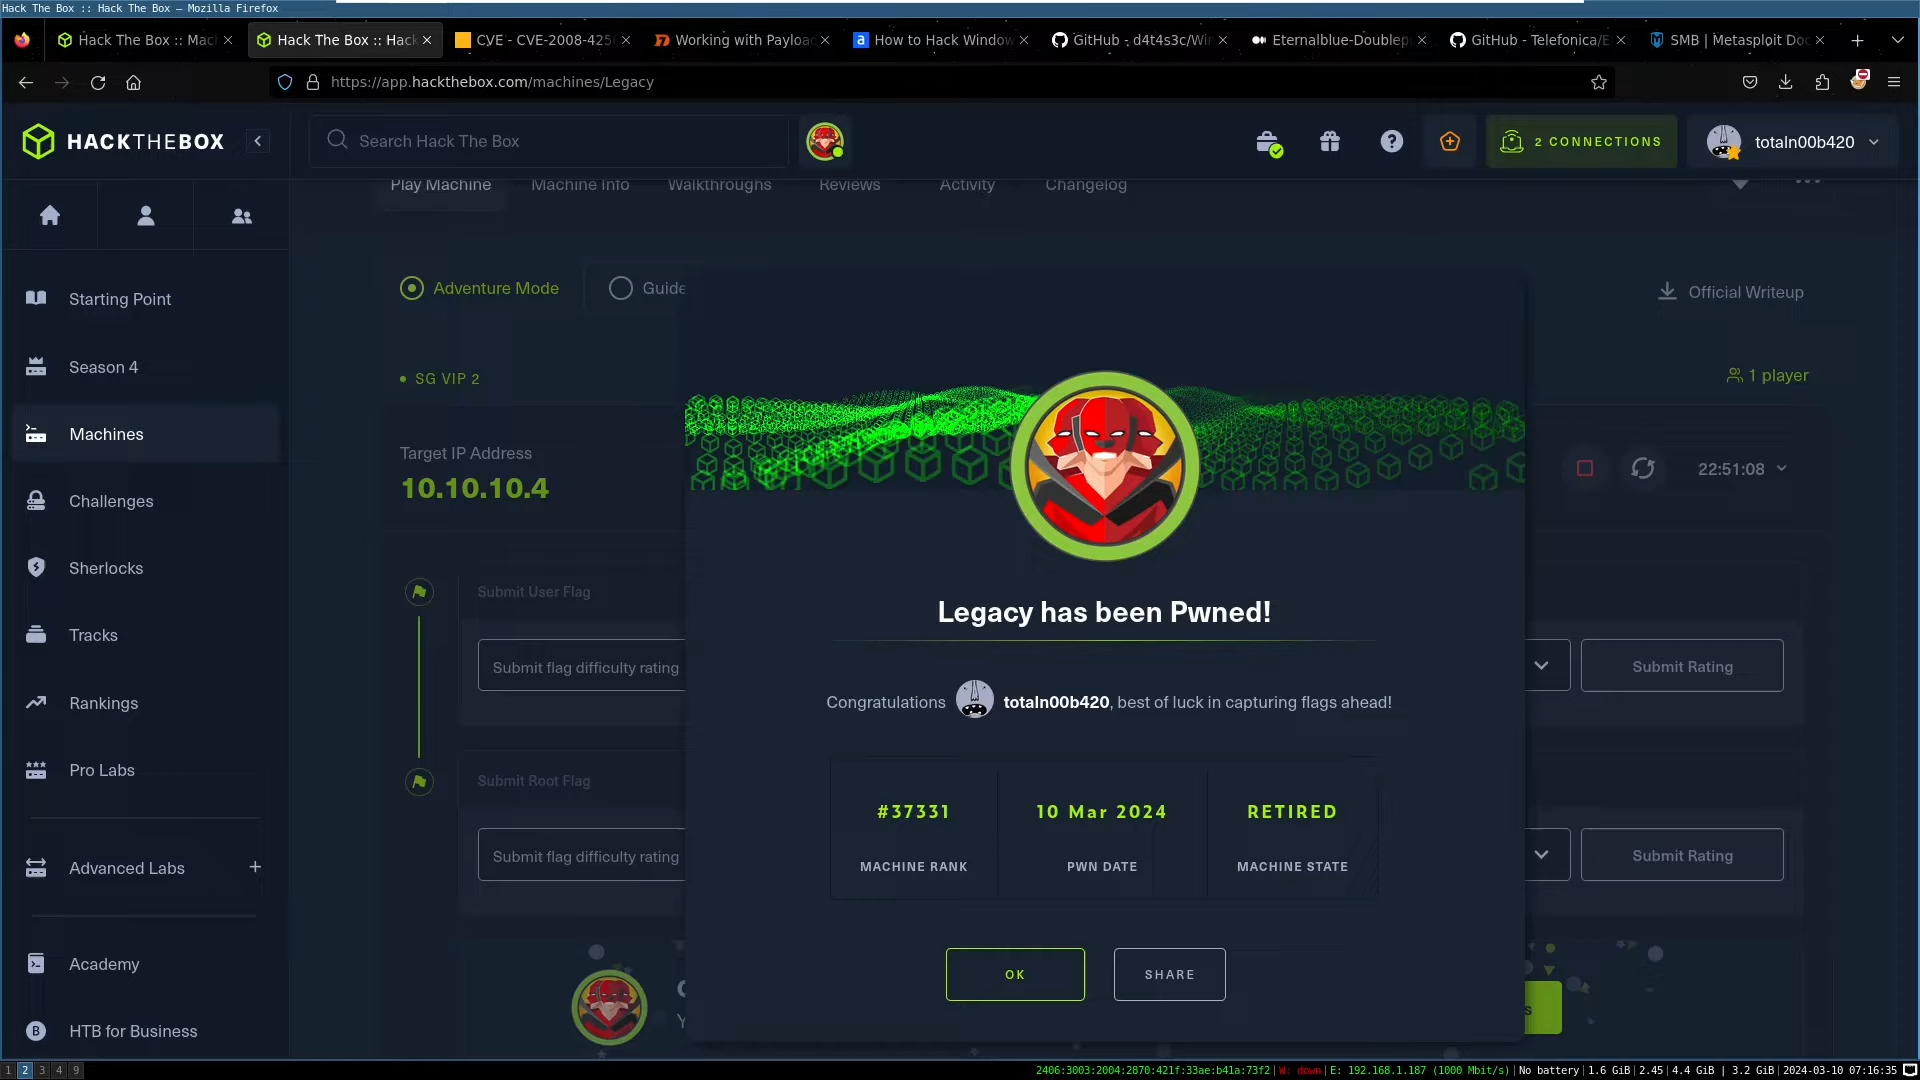 Hack The Box :: Hack The Box — Mozilla Firefox
Hack The Box :: Mac
Hack The Box :: Hack
CVE - CVE-2008-425
Working with Payloa
How to Hack Window
GitHub - d4t4s3c/Win
Eternalblue-Doublep
GitHub - Telefonica/E
SMB | Metasploit Doc
https://app.hackthebox.com/machines/Legacy
HACKTHEBOX
Search Hack The Box
2 CONNECTIONS
totaln00b420
Play Machine
Machine Info
Walkthroughs
Reviews
Activity
Changelog
Starting Point
Season 4
Machines
Challenges
Sherlocks
Tracks
Rankings
Pro Labs
Advanced Labs
Academy
B
HTB for Business
Adventure Mode
Guide
Official Writeup
SG VIP 2
1 player
Target IP Address
10.10.10.4
22:51:08
Submit User Flag
Submit flag difficulty rating
Submit Rating
Submit Root Flag
Submit flag difficulty rating
Submit Rating
Legacy has been Pwned!
Congratulations totaln00b420, best of luck in capturing flags ahead!
#37331
10 Mar 2024
RETIRED
MACHINE RANK
PWN DATE
MACHINE STATE
OK
SHARE
s
1 2 3 4 9
2406:3003:2004:2870:421f:33ae:b41a:73f2 | W: down | E: 192.168.1.187 (1000 Mbit/s) | No battery | 1.6 GiB | 2.45 | 4.4 GiB | 3.2 GiB | 2024-03-10 07:16:35